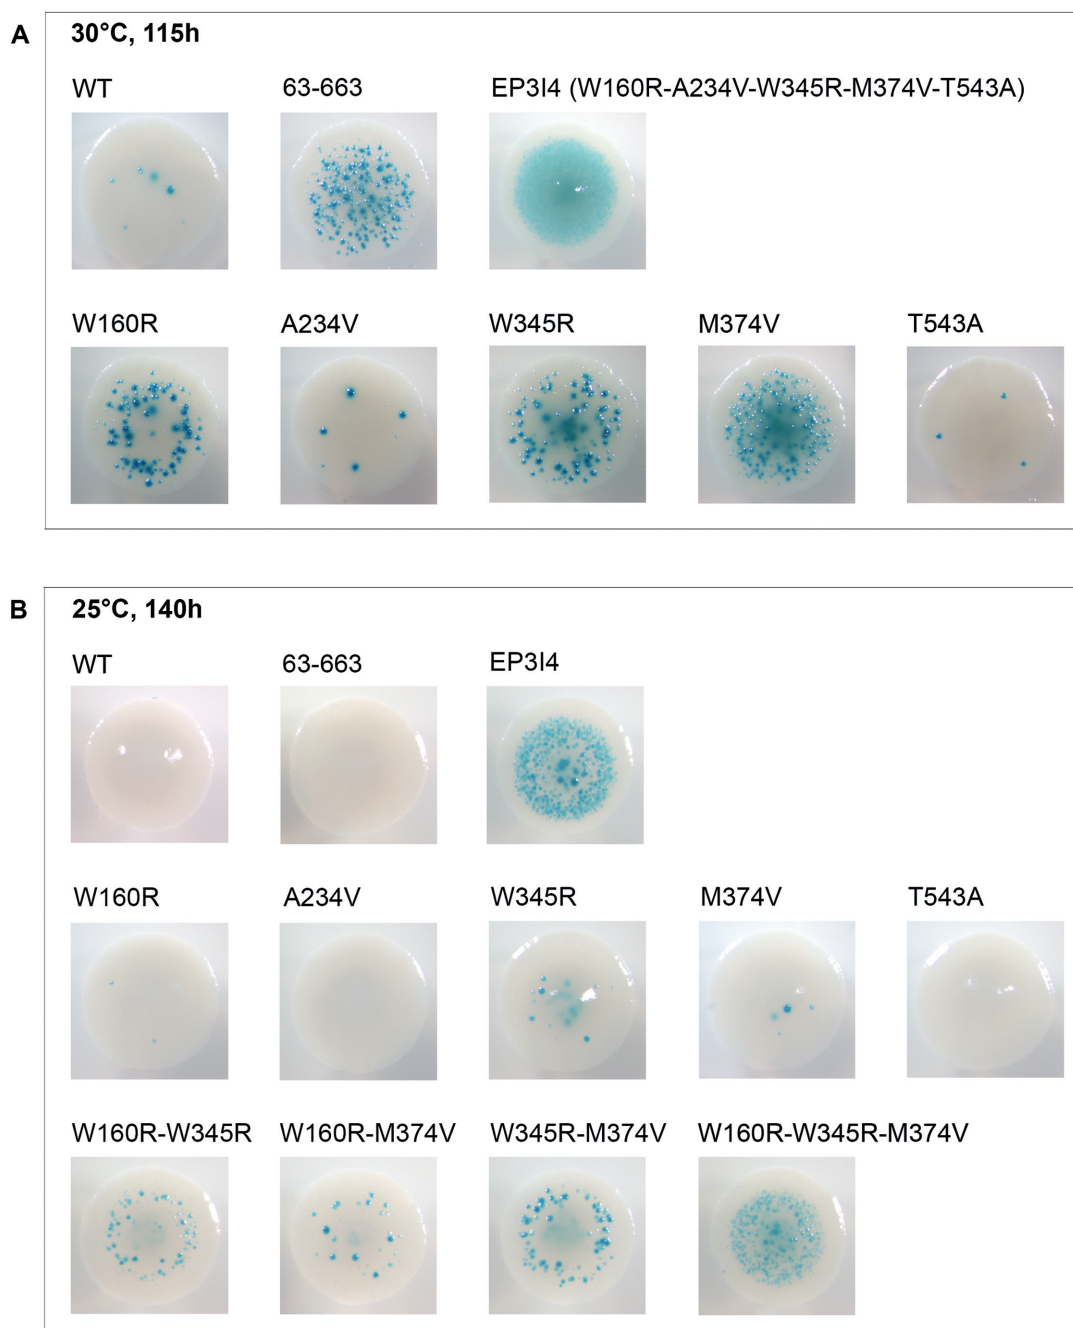 A
30°C, 115h
WT 63-663 EP3I4 (W160R-A234V-W345R-M374V-T543A)
W160R A234V W345R M374V T543A
B
25°C, 140h
WT 63-663 EP3I4
W160R A234V W345R M374V T543A
W160R-W345R W160R-M374V W345R-M374V W160R-W345R-M374V